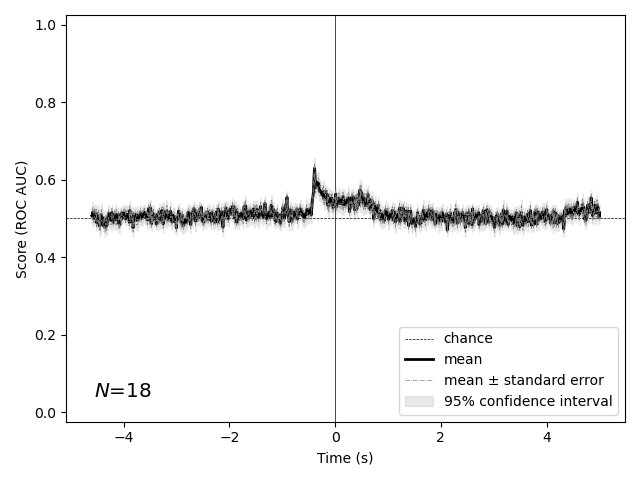 1.0
0.8
0.6
0.4
0.2
0.0
Score (ROC AUC)
N=18
chance
mean
mean ± standard error
95% confidence interval
−4
−2
0
2
4
Time (s)